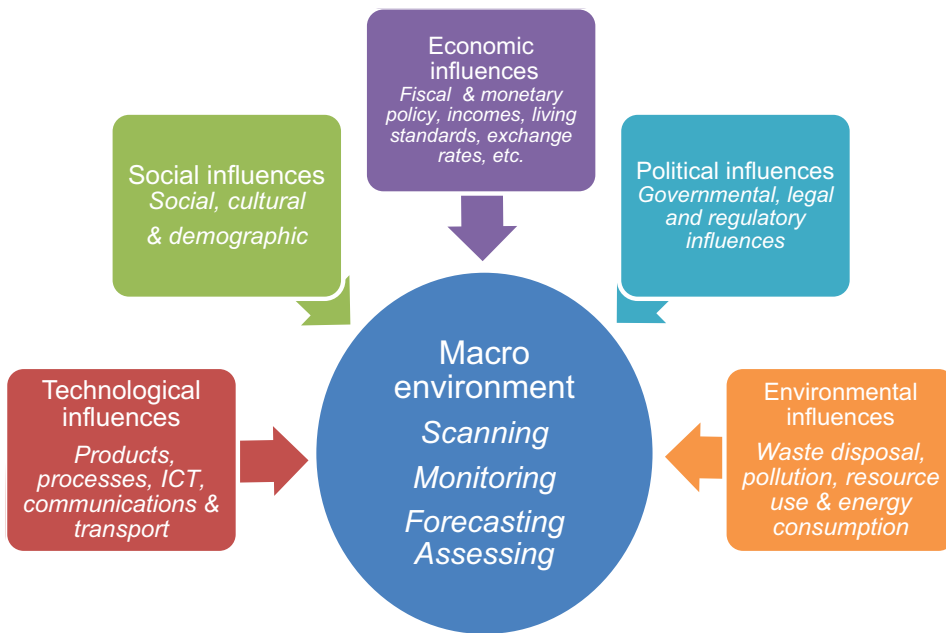 Economic
influences
Fiscal & monetary
policy, incomes, living
standards, exchange
rates, etc.
Social influences
Social, cultural
& demographic
Political influences
Governmental, legal
and regulatory
influences
Technological
influences
Products,
processes, ICT,
communications &
transport
Macro
environment
Scanning
Monitoring
Forecasting
Assessing
Environmental
influences
Waste disposal,
pollution, resource
use & energy
consumption